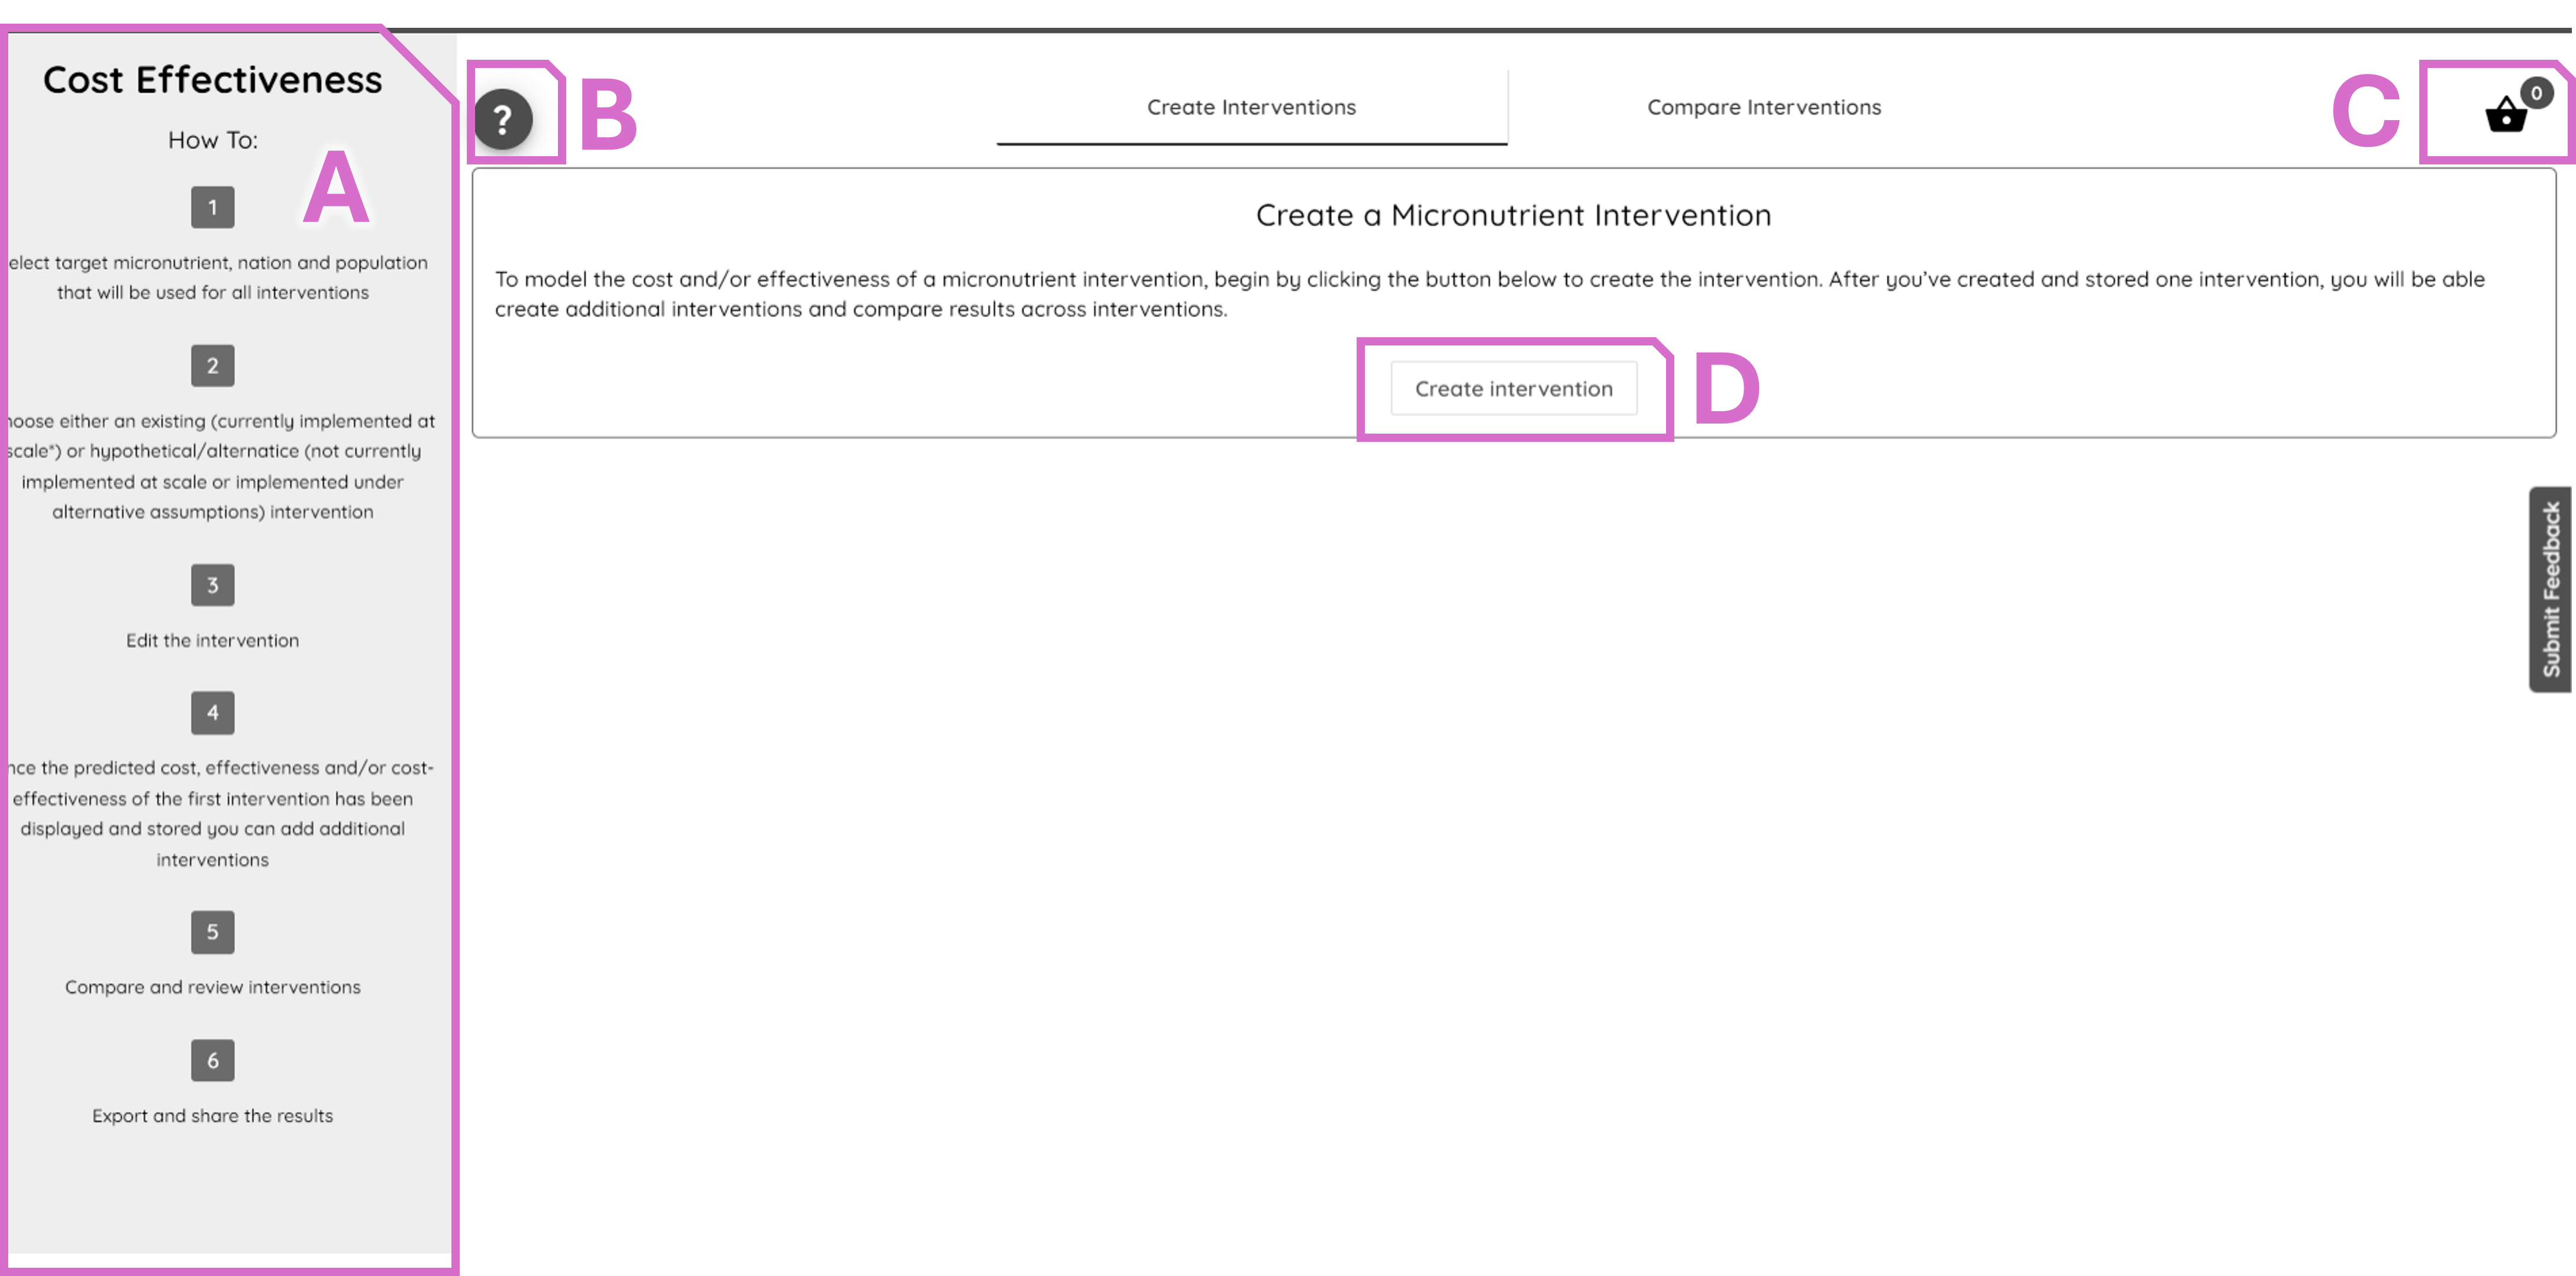 Cost Effectiveness
How To:
A
1
elect target micronutrient, nation and population
that will be used for all interventions
2
oose either an existing (currently implemented at
scale*) or hypothetical/alternatice (not currently
implemented at scale or implemented under
alternative assumptions) intervention
3
Edit the intervention
4
nce the predicted cost, effectiveness and/or cost-
effectiveness of the first intervention has been
displayed and stored you can add additional
interventions
5
Compare and review interventions
6
Export and share the results
?
B
Create Interventions
Compare Interventions
C
0
Create a Micronutrient Intervention
To model the cost and/or effectiveness of a micronutrient intervention, begin by clicking the button below to create the intervention. After you’ve created and stored one intervention, you will be able
create additional interventions and compare results across interventions.
Create intervention
D
Submit Feedback